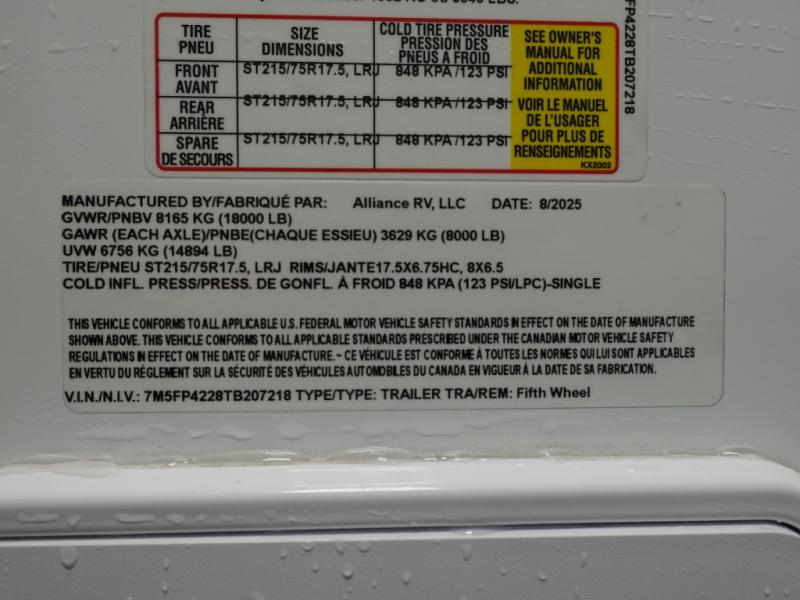 TIRE PNEU SIZE DIMENSIONS COLD TIRE PRESSURE PRESSION DES PNEUS A FROID
FRONT AVANT ST215/75R17.5, LRJ 848 KPA /123 PSI
REAR ARRIÈRE ST215/75R17.5, LRJ 848 KPA /123 PSI
SPARE DE SECOURS ST215/75R17.5, LRJ 848 KPA /123 PSI
SEE OWNER'S
MANUAL FOR
ADDITIONAL
INFORMATION
VOIR LE MANUEL
DE L'USAGER
POUR PLUS DE
RENSEIGNEMENTS
KX2002
FP4228TB207218
MANUFACTURED BY/FABRIQUÉ PAR: Alliance RV, LLC DATE: 8/2025
GVWR/PNBV 8165 KG (18000 LB)
GAWR (EACH AXLE)/PNBE(CHAQUE ESSIEU) 3629 KG (8000 LB)
UVW 6756 KG (14894 LB)
TIRE/PNEU ST215/75R17.5, LRJ RIMS/JANTE17.5X6.75HC, 8X6.5
COLD INFL. PRESS/PRESS. DE GONFL. À FROID 848 KPA (123 PSI/LPC)-SINGLE
THIS VEHICLE CONFORMS TO ALL APPLICABLE U.S. FEDERAL MOTOR VEHICLE SAFETY STANDARDS IN EFFECT ON THE DATE OF MANUFACTURE
SHOWN ABOVE. THIS VEHICLE CONFORMS TO ALL APPLICABLE STANDARDS PRESCRIBED UNDER THE CANADIAN MOTOR VEHICLE SAFETY
REGULATIONS IN EFFECT ON THE DATE OF MANUFACTURE. ~ CE VÉHICULE EST CONFORME À TOUTES LES NORMES QUI LUI SONT APPLICABLES
EN VERTU DU RÉGLEMENT SUR LA SÉCURITÉ DES VÉHICULES AUTOMOBILES DU CANADA EN VIGUEUR À LA DATE DE SA FABRICATION.
V.I.N./N.I.V.: 7M5FP4228TB207218 TYPE/TYPE: TRAILER TRA/REM: Fifth Wheel